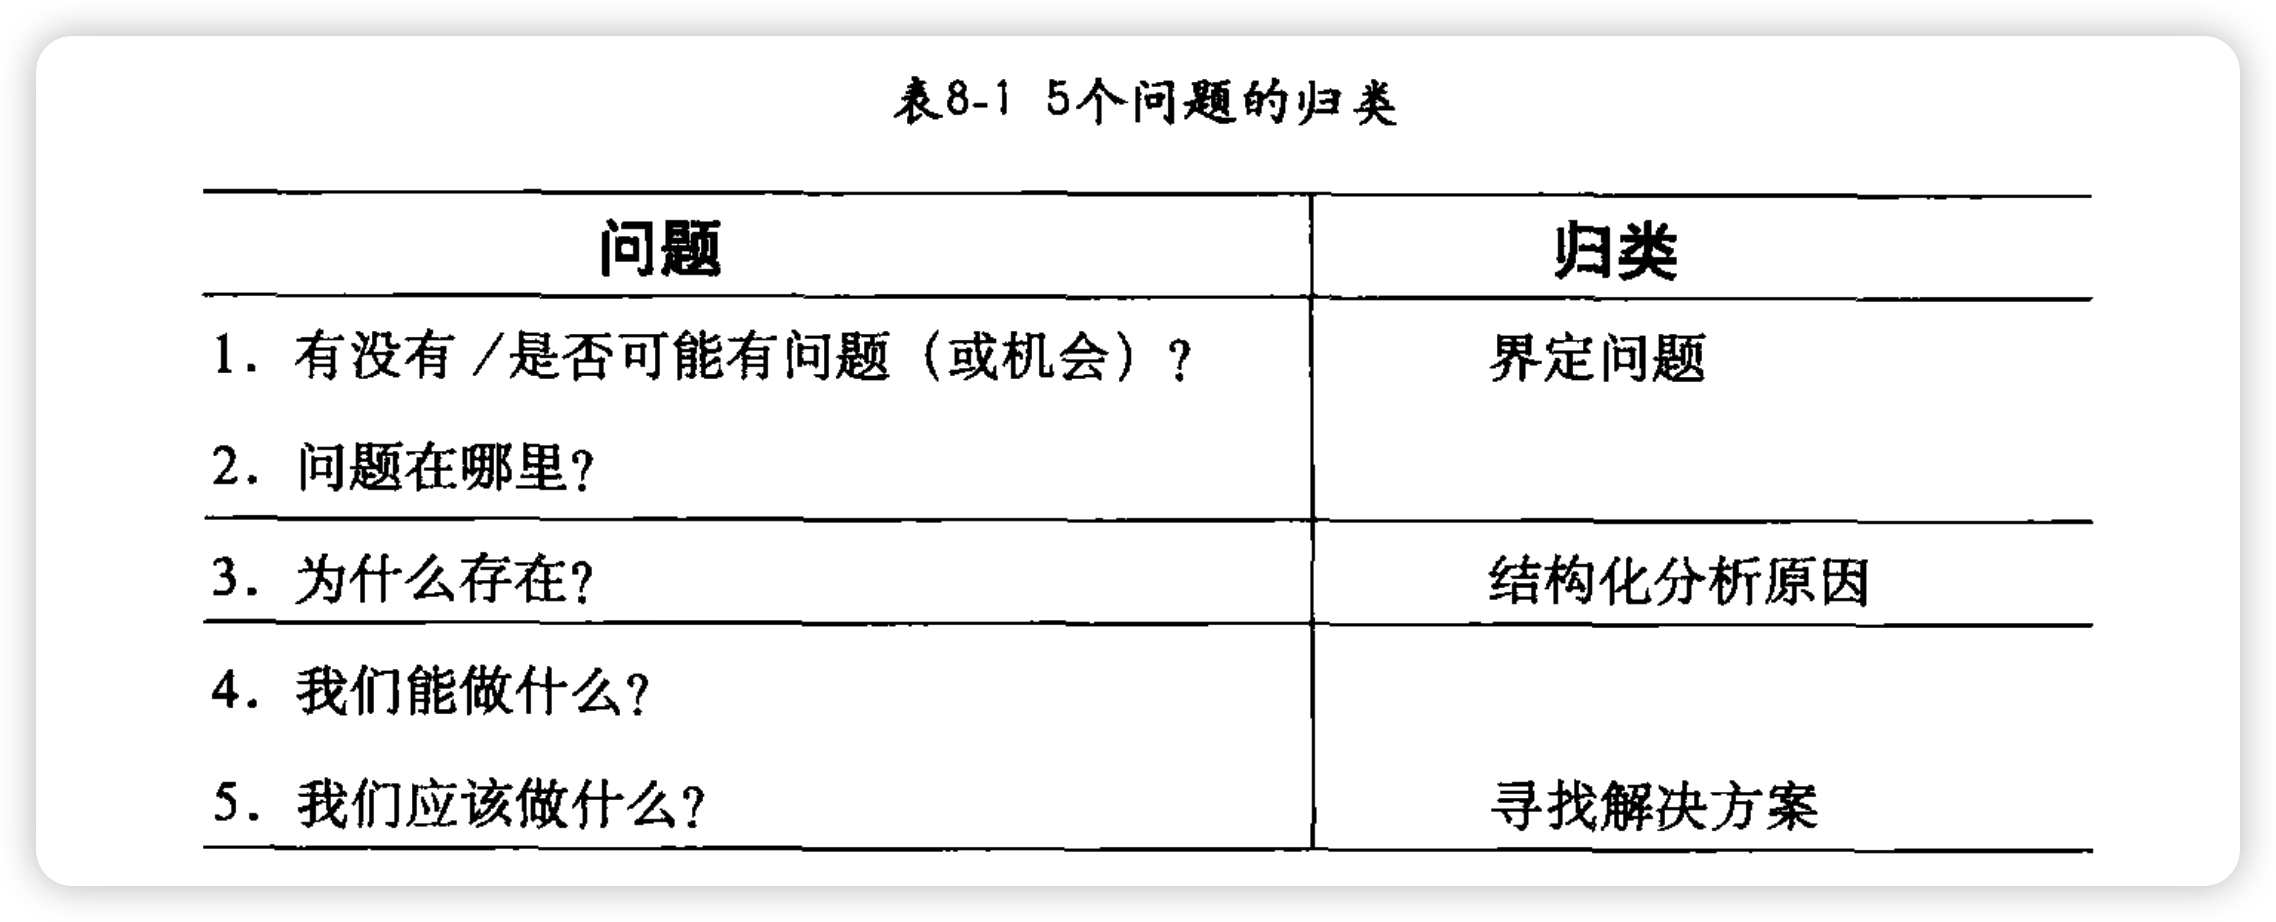 表8-1 5个问题的归类
问题 归类
1. 有没有/是否可能有问题（或机会）? 界定问题
2. 问题在哪里?
3. 为什么存在? 结构化分析原因
4. 我们能做什么?
5. 我们应该做什么? 寻找解决方案